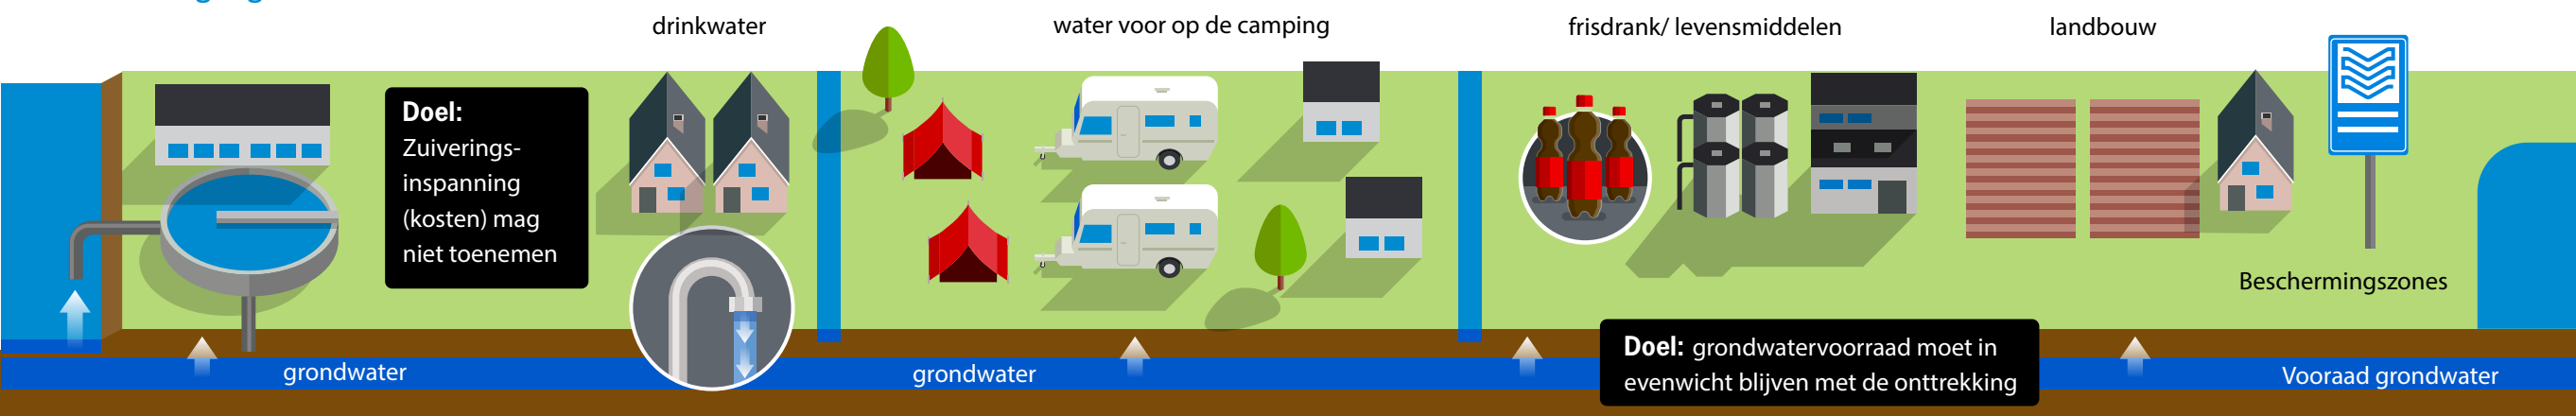 drinkwater
water voor op de camping
frisdrank/ levensmiddelen
landbouw
Doel:
Zuiverings-
inspanning
(kosten) mag
niet toenemen
Beschermingszones
Doel: grondwatervoorraad moet in
evenwicht blijven met de onttrekking
grondwater
grondwater
Vooraad grondwater